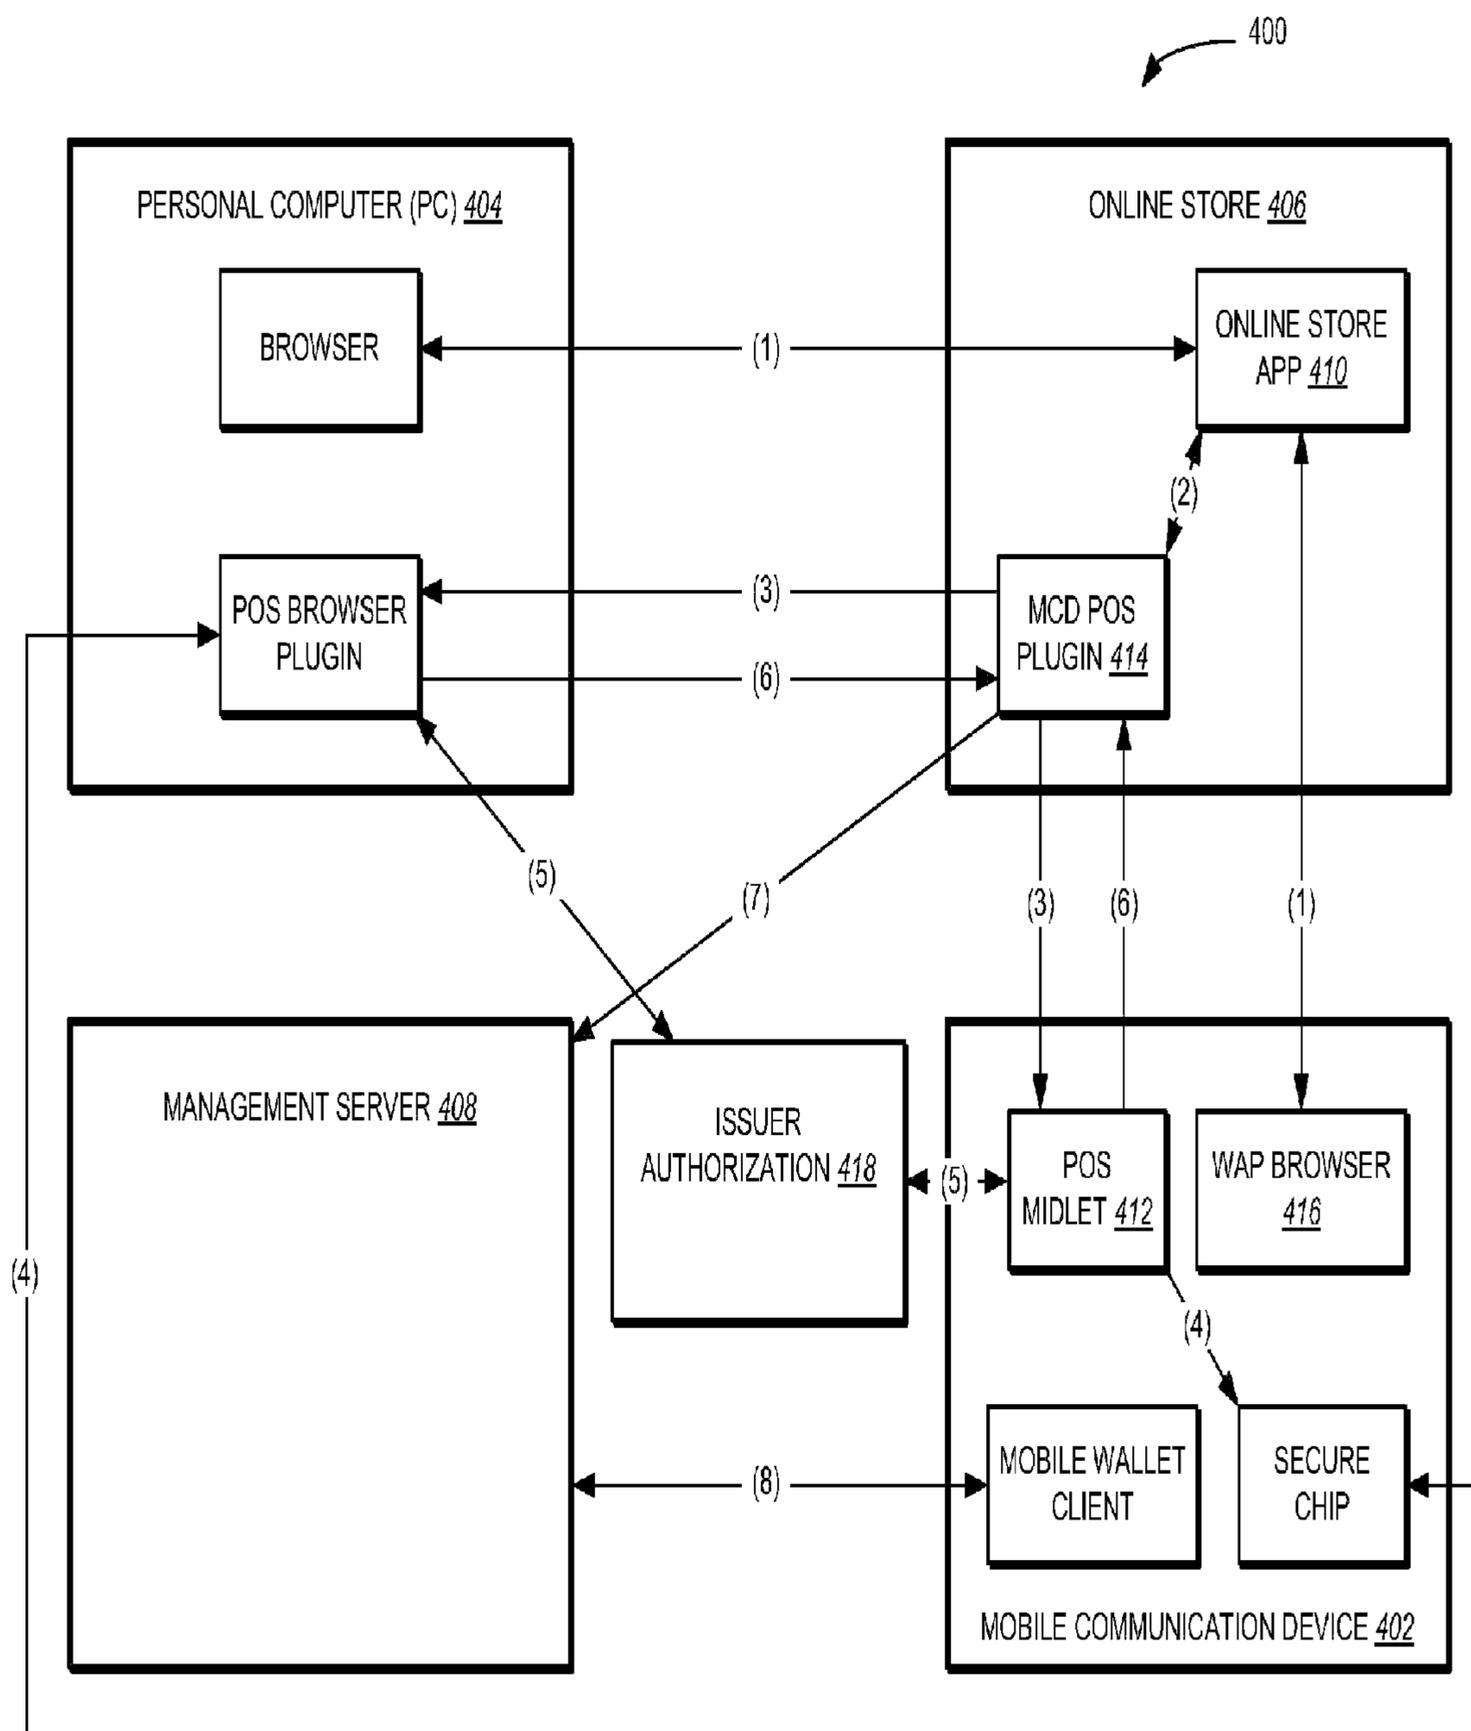 400
PERSONAL COMPUTER (PC) 404
ONLINE STORE 406
BROWSER
(1)
ONLINE STORE
APP 410
(2)
POS BROWSER
PLUGIN
(3)
(6)
MCD POS
PLUGIN 414
(5)
(7)
(3)
(6)
(1)
MANAGEMENT SERVER 408
ISSUER
AUTHORIZATION 418
(5)
POS
MIDLET 412
WAP BROWSER
416
(4)
(4)
(8)
MOBILE WALLET
CLIENT
SECURE
CHIP
MOBILE COMMUNICATION DEVICE 402